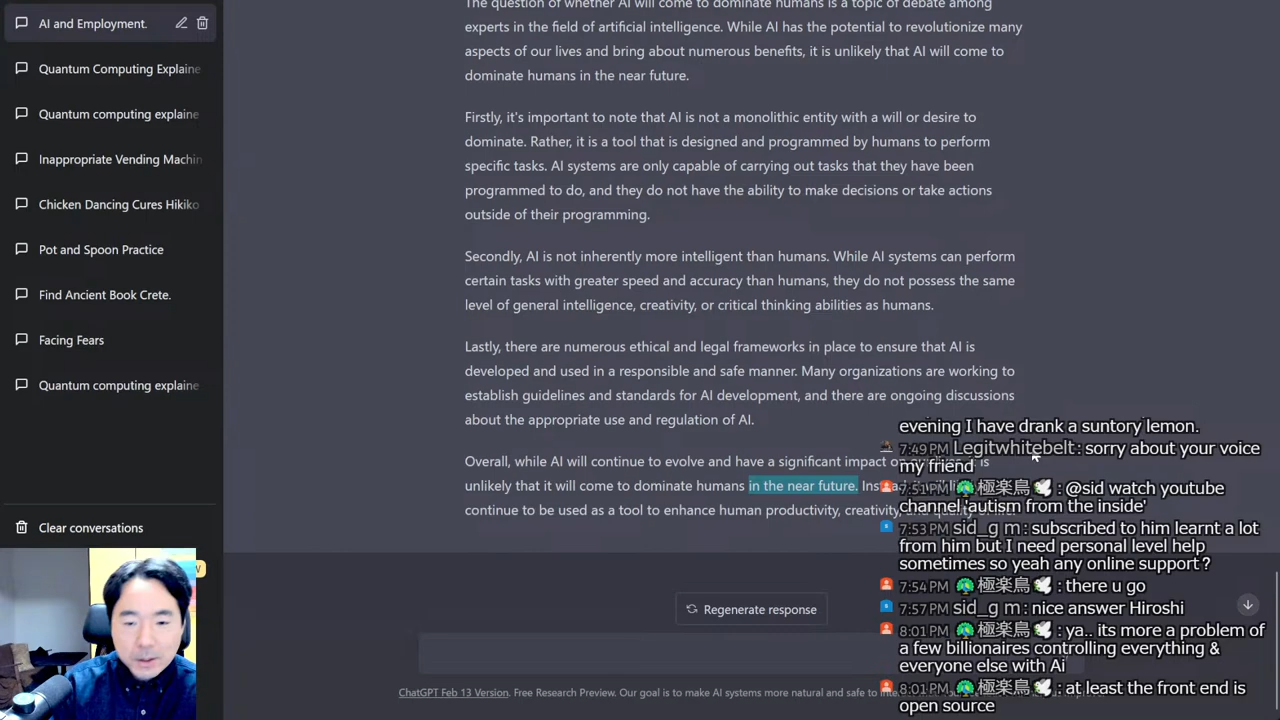 AI and Employment.
Quantum Computing Explaine
Quantum computing explaine
Inappropriate Vending Machin
Chicken Dancing Cures Hikiko
Pot and Spoon Practice
Find Ancient Book Crete.
Facing Fears
Quantum computing explaine
Clear conversations
The question of whether AI will come to dominate humans is a topic of debate among
experts in the field of artificial intelligence. While AI has the potential to revolutionize many
aspects of our lives and bring about numerous benefits, it is unlikely that AI will come to
dominate humans in the near future.
Firstly, it's important to note that AI is not a monolithic entity with a will or desire to
dominate. Rather, it is a tool that is designed and programmed by humans to perform
specific tasks. AI systems are only capable of carrying out tasks that they have been
programmed to do, and they do not have the ability to make decisions or take actions
outside of their programming.
Secondly, AI is not inherently more intelligent than humans. While AI systems can perform
certain tasks with greater speed and accuracy than humans, they do not possess the same
level of general intelligence, creativity, or critical thinking abilities as humans.
Lastly, there are numerous ethical and legal frameworks in place to ensure that AI is
developed and used in a responsible and safe manner. Many organizations are working to
establish guidelines and standards for AI development, and there are ongoing discussions
about the appropriate use and regulation of AI.
Overall, while AI will continue to evolve and have a significant impact is
unlikely that it will come to dominate humans in the near future.
continue to be used as a tool to enhance human productivity, creativity, and
Regenerate response
ChatGPT Feb 13 Version. Free Research Preview. Our goal is to make AI systems more natural and safe to
evening I have drank a suntory lemon.
7:49 PM Legitwhitebelt: sorry about your voice
my friend
7:51 PM 🦚極楽鳥🕊: @sid watch youtube
channel 'autism from the inside'
7:53 PM sid_g m: subscribed to him learnt a lot
from him but I need personal level help
sometimes so yeah any online support?
7:54 PM 🦚極楽鳥🕊: there u go
7:57 PM sid_g m: nice answer Hiroshi
8:01 PM 🦚極楽鳥🕊: ya.. its more a problem of
a few billionaires controlling everything &
everyone else with Ai
8:01 PM 🦚極楽鳥🕊: at least the front end is
open source